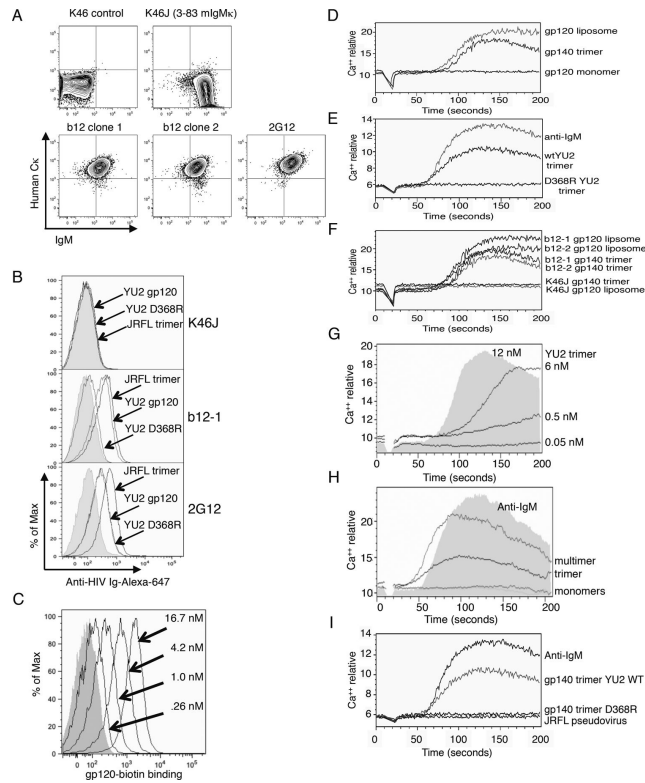 A
K46 control
K46J (3-83 mIgMκ)
b12 clone 1
b12 clone 2
2G12
Human Cκ
IgM
B
YU2 gp120
YU2 D368R
JRFL trimer
K46J
JRFL trimer
YU2 gp120
YU2 D368R
b12-1
JRFL trimer
YU2 gp120
YU2 D368R
2G12
% of Max
Anti-HIV Ig-Alexa-647
C
16.7 nM
4.2 nM
1.0 nM
.26 nM
% of Max
gp120-biotin binding
D
Ca++ relative
gp120 liposome
gp140 trimer
gp120 monomer
Time (seconds)
E
Ca++ relative
anti-IgM
wtYU2
trimer
D368R YU2
trimer
Time (seconds)
F
Ca++ relative
b12-1 gp120 liposome
b12-2 gp120 liposome
b12-1 gp140 trimer
b12-2 gp140 trimer
K46J gp140 trimer
K46J gp120 liposome
Time (seconds)
G
Ca++ relative
12 nM
YU2 trimer
6 nM
0.5 nM
0.05 nM
Time (seconds)
H
Ca++ relative
Anti-IgM
multimer
trimer
monomers
Time (seconds)
I
Ca++ relative
Anti-IgM
gp140 trimer YU2 WT
gp140 trimer D368R
JRFL pseudovirus
Time (seconds)